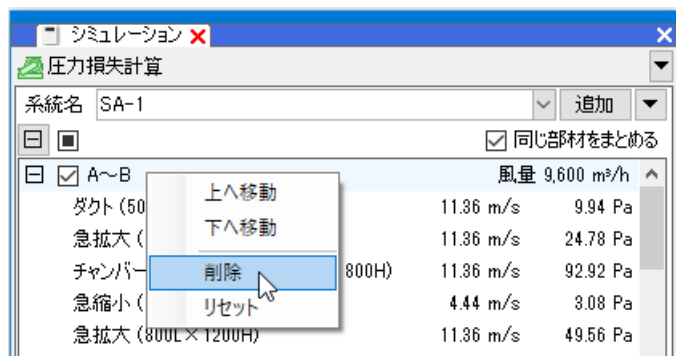 シミュレーション
圧力損失計算
系統名 SA-1 追加
同じ部材をまとめる
A～B 風量 9,600 m³/h
ダクト (50 11.36 m/s 9.94 Pa
急拡大 ( 11.36 m/s 24.78 Pa
チャンバー 800H) 11.36 m/s 92.92 Pa
急縮小 ( 4.44 m/s 3.08 Pa
急拡大 (800L×1200H) 11.36 m/s 49.56 Pa
上へ移動
下へ移動
削除
リセット